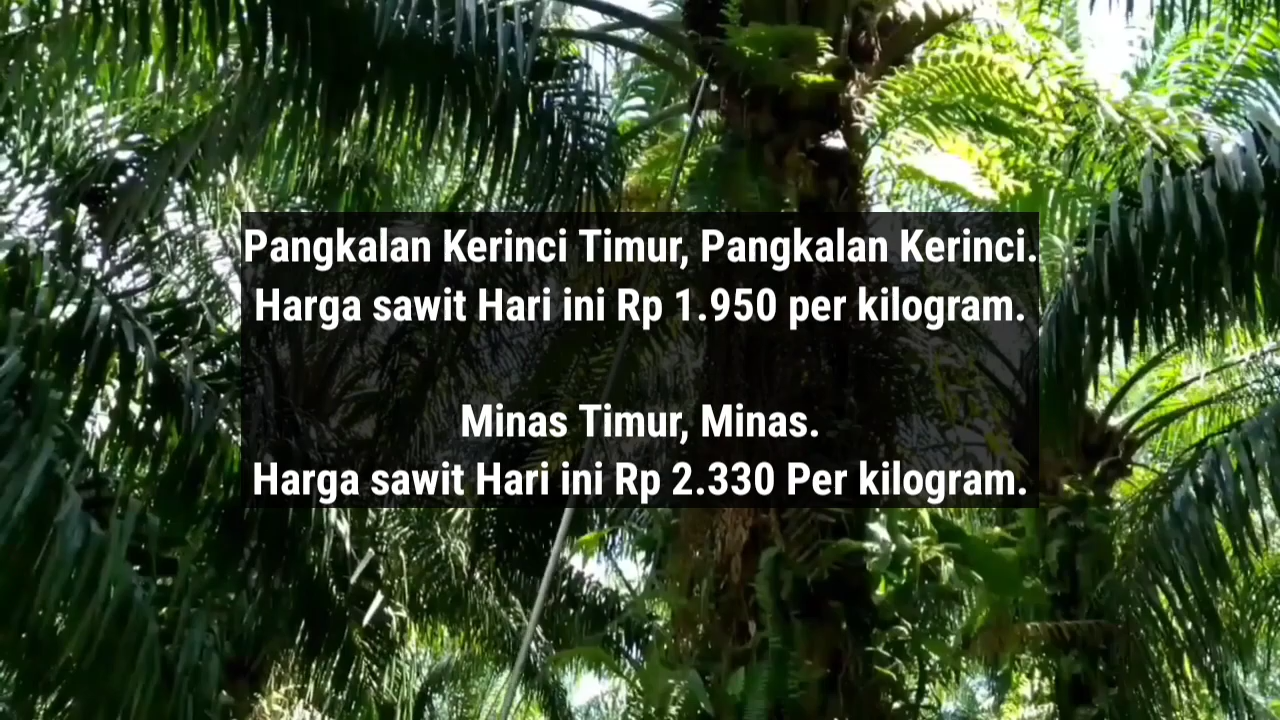 Pangkalan Kerinci Timur, Pangkalan Kerinci.
Harga sawit Hari ini Rp 1.950 per kilogram.
Minas Timur, Minas.
Harga sawit Hari ini Rp 2.330 Per kilogram.